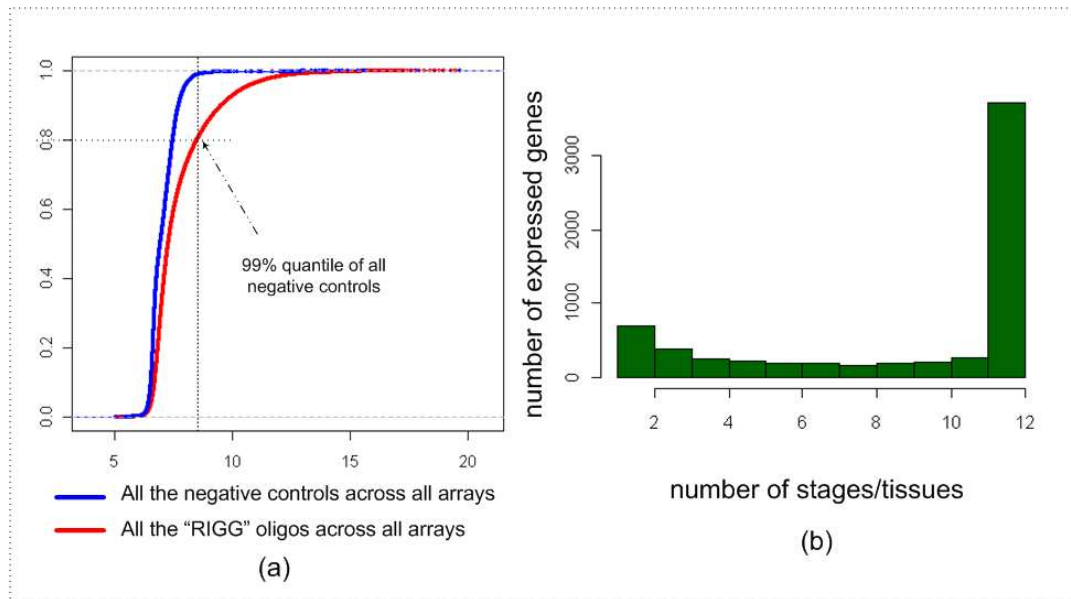 1.0
0.8
0.6
0.4
0.2
0.0
5 10 15 20
99% quantile of all
negative controls
All the negative controls across all arrays
All the “RIGG” oligos across all arrays
(a)
number of expressed genes
3000
2000
1000
0
2 4 6 8 10 12
number of stages/tissues
(b)